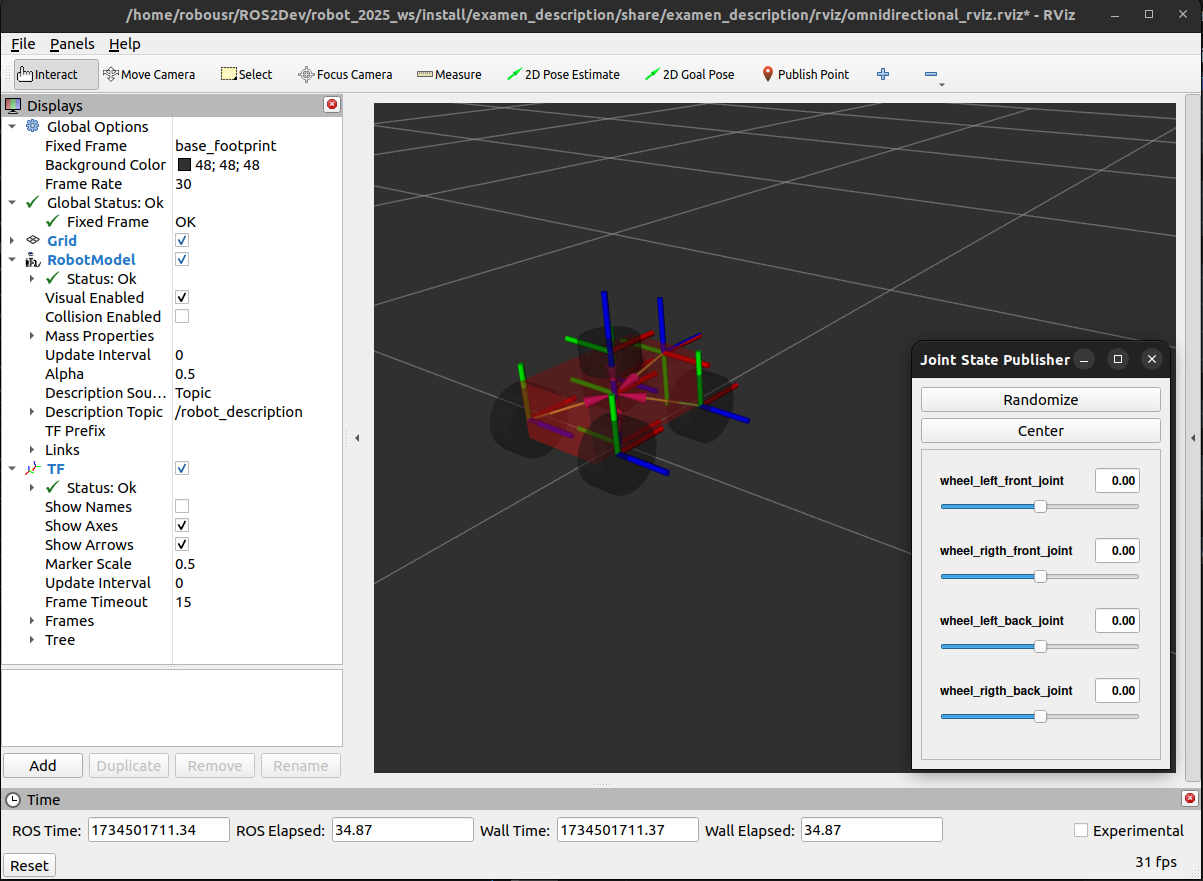 /home/robousr/ROS2Dev/robot_2025_ws/install/examen_description/share/examen_description/rviz/omnidirectional_rviz.rviz* - RViz
File Panels Help
Interact Move Camera Select Focus Camera Measure 2D Pose Estimate 2D Goal Pose Publish Point
Displays
Global Options
Fixed Frame base_footprint
Background Color 48; 48; 48
Frame Rate 30
Global Status: Ok
Fixed Frame OK
Grid
RobotModel
Status: Ok
Visual Enabled
Collision Enabled
Mass Properties
Update Interval 0
Alpha 0.5
Description Sou... Topic
Description Topic /robot_description
TF Prefix
Links
TF
Status: Ok
Show Names
Show Axes
Show Arrows
Marker Scale 0.5
Update Interval 0
Frame Timeout 15
Frames
Tree
Add Duplicate Remove Rename
Joint State Publisher
Randomize
Center
wheel_left_front_joint 0.00
wheel_rigth_front_joint 0.00
wheel_left_back_joint 0.00
wheel_rigth_back_joint 0.00
Time
ROS Time: 1734501711.34 ROS Elapsed: 34.87 Wall Time: 1734501711.37 Wall Elapsed: 34.87 Experimental
Reset 31 fps